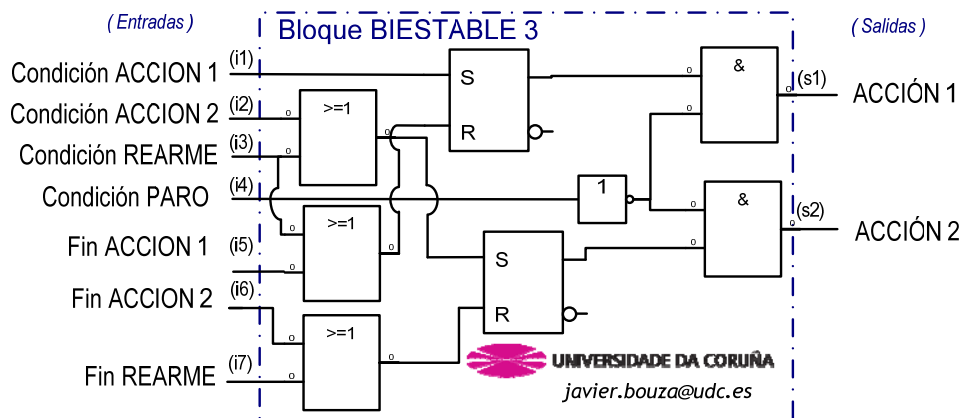 ( Entradas )
Bloque BIESTABLE 3
( Salidas )
Condición ACCION 1
(i1)
S
R
&
(s1)
ACCIÓN 1
Condición ACCION 2
(i2)
>=1
Condición REARME
(i3)
Condición PARO
(i4)
1
>=1
&
(s2)
ACCIÓN 2
Fin ACCION 1
(i5)
S
R
Fin ACCION 2
(i6)
>=1
Fin REARME
(i7)
UNIVERSIDADE DA CORUÑA
javier.bouza@udc.es